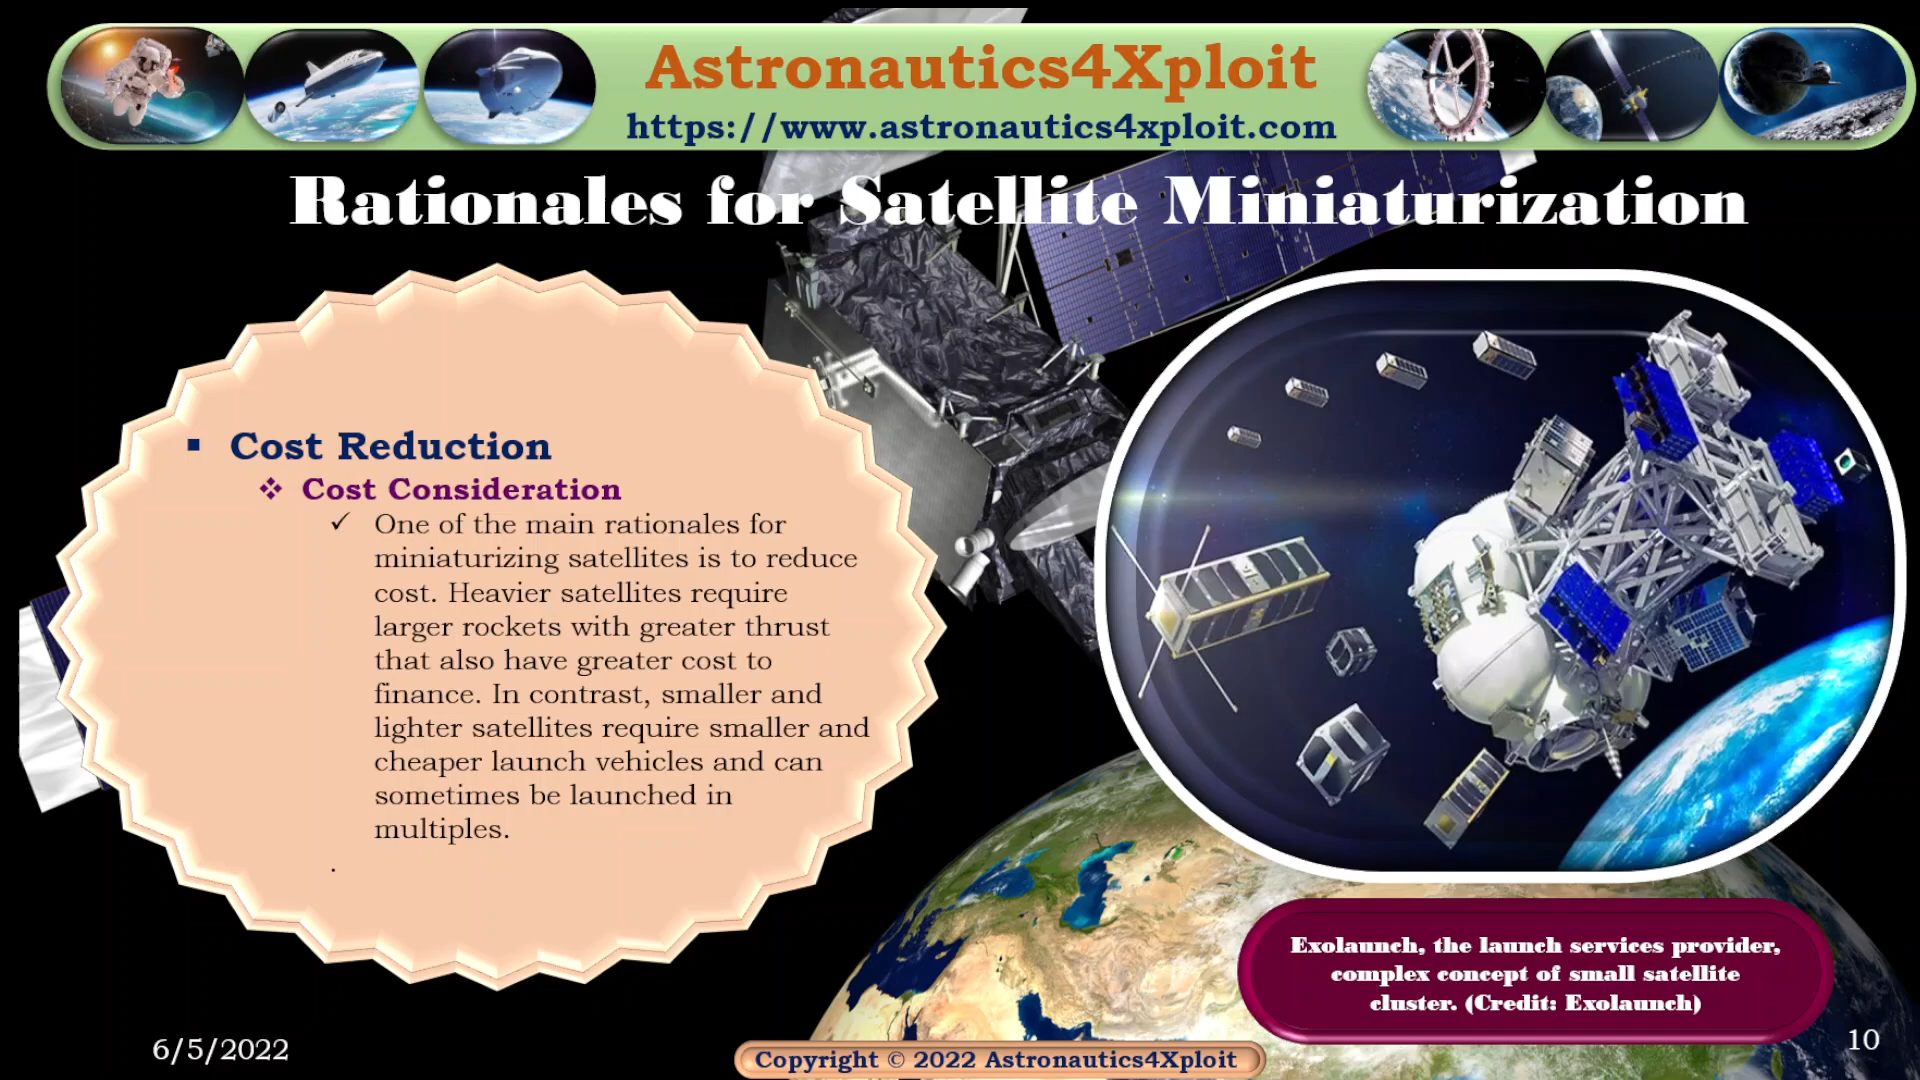 Astronautics4Xploit
https://www.astronautics4xploit.com
Rationales for Satellite Miniaturization
▪ Cost Reduction
❖ Cost Consideration
✓ One of the main rationales for
miniaturizing satellites is to reduce
cost. Heavier satellites require
larger rockets with greater thrust
that also have greater cost to
finance. In contrast, smaller and
lighter satellites require smaller and
cheaper launch vehicles and can
sometimes be launched in
multiples.
.
Exolaunch, the launch services provider,
complex concept of small satellite
cluster. (Credit: Exolaunch)
6/5/2022
Copyright © 2022 Astronautics4Xploit
10